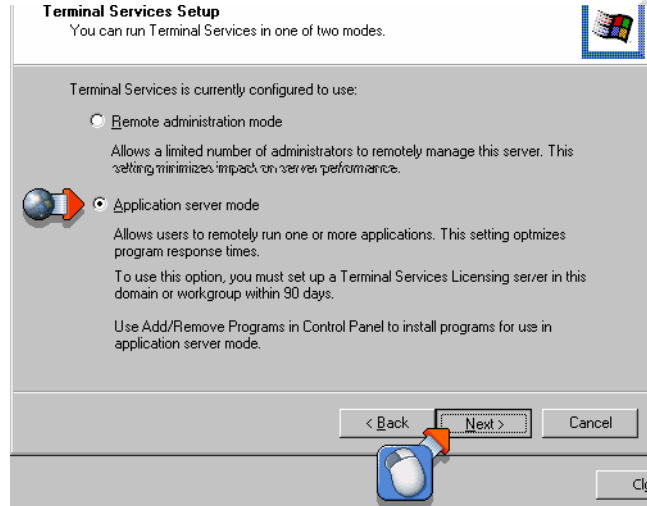 Terminal Services Setup
You can run Terminal Services in one of two modes.
Terminal Services is currently configured to use:
Remote administration mode
Allows a limited number of administrators to remotely manage this server. This
setting minimizes impact on server performance.
Application server mode
Allows users to remotely run one or more applications. This setting optmizes
program response times.
To use this option, you must set up a Terminal Services Licensing server in this
domain or workgroup within 90 days.
Use Add/Remove Programs in Control Panel to install programs for use in
application server mode.
< Back Next > Cancel